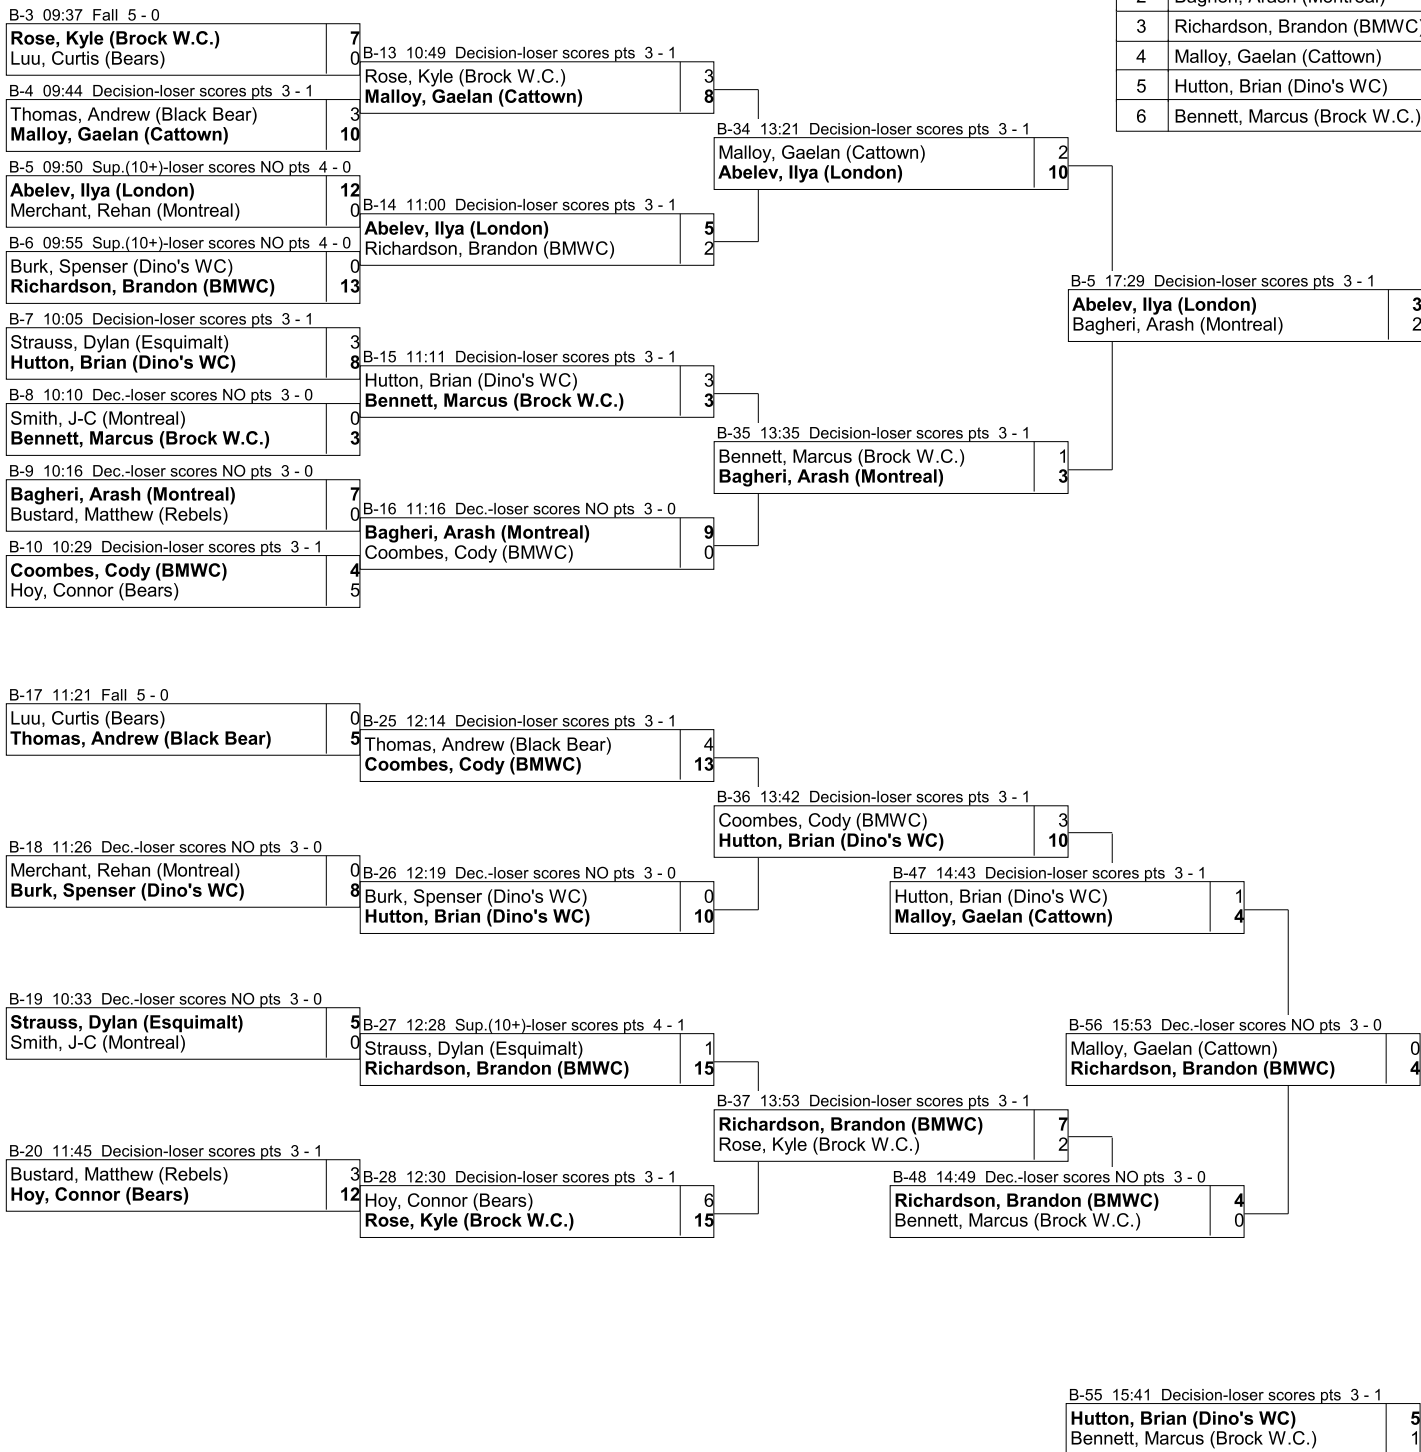 2 Bagheri, Arash (Montreal)
3 Richardson, Brandon (BMWC)
4 Malloy, Gaelan (Cattown)
5 Hutton, Brian (Dino's WC)
6 Bennett, Marcus (Brock W.C.)
B-3 09:37 Fall 5 - 0
Rose, Kyle (Brock W.C.) 7
Luu, Curtis (Bears) 0
B-4 09:44 Decision-loser scores pts 3 - 1
Thomas, Andrew (Black Bear) 3
Malloy, Gaelan (Cattown) 10
B-5 09:50 Sup.(10+)-loser scores NO pts 4 - 0
Abelev, Ilya (London) 12
Merchant, Rehan (Montreal) 0
B-6 09:55 Sup.(10+)-loser scores NO pts 4 - 0
Burk, Spenser (Dino's WC) 0
Richardson, Brandon (BMWC) 13
B-7 10:05 Decision-loser scores pts 3 - 1
Strauss, Dylan (Esquimalt) 3
Hutton, Brian (Dino's WC) 8
B-8 10:10 Dec.-loser scores NO pts 3 - 0
Smith, J-C (Montreal) 0
Bennett, Marcus (Brock W.C.) 3
B-9 10:16 Dec.-loser scores NO pts 3 - 0
Bagheri, Arash (Montreal) 7
Bustard, Matthew (Rebels) 0
B-10 10:29 Decision-loser scores pts 3 - 1
Coombes, Cody (BMWC) 4
Hoy, Connor (Bears) 5
B-13 10:49 Decision-loser scores pts 3 - 1
Rose, Kyle (Brock W.C.) 3
Malloy, Gaelan (Cattown) 8
B-14 11:00 Decision-loser scores pts 3 - 1
Abelev, Ilya (London) 5
Richardson, Brandon (BMWC) 2
B-15 11:11 Decision-loser scores pts 3 - 1
Hutton, Brian (Dino's WC) 3
Bennett, Marcus (Brock W.C.) 3
B-16 11:16 Dec.-loser scores NO pts 3 - 0
Bagheri, Arash (Montreal) 9
Coombes, Cody (BMWC) 0
B-34 13:21 Decision-loser scores pts 3 - 1
Malloy, Gaelan (Cattown) 2
Abelev, Ilya (London) 10
B-35 13:35 Decision-loser scores pts 3 - 1
Bennett, Marcus (Brock W.C.) 1
Bagheri, Arash (Montreal) 3
B-5 17:29 Decision-loser scores pts 3 - 1
Abelev, Ilya (London) 3
Bagheri, Arash (Montreal) 2
B-17 11:21 Fall 5 - 0
Luu, Curtis (Bears) 0
Thomas, Andrew (Black Bear) 5
B-18 11:26 Dec.-loser scores NO pts 3 - 0
Merchant, Rehan (Montreal) 0
Burk, Spenser (Dino's WC) 8
B-19 10:33 Dec.-loser scores NO pts 3 - 0
Strauss, Dylan (Esquimalt) 5
Smith, J-C (Montreal) 0
B-20 11:45 Decision-loser scores pts 3 - 1
Bustard, Matthew (Rebels) 3
Hoy, Connor (Bears) 12
B-25 12:14 Decision-loser scores pts 3 - 1
Thomas, Andrew (Black Bear) 4
Coombes, Cody (BMWC) 13
B-26 12:19 Dec.-loser scores NO pts 3 - 0
Burk, Spenser (Dino's WC) 0
Hutton, Brian (Dino's WC) 10
B-27 12:28 Sup.(10+)-loser scores pts 4 - 1
Strauss, Dylan (Esquimalt) 1
Richardson, Brandon (BMWC) 15
B-28 12:30 Decision-loser scores pts 3 - 1
Hoy, Connor (Bears) 6
Rose, Kyle (Brock W.C.) 15
B-36 13:42 Decision-loser scores pts 3 - 1
Coombes, Cody (BMWC) 3
Hutton, Brian (Dino's WC) 10
B-37 13:53 Decision-loser scores pts 3 - 1
Richardson, Brandon (BMWC) 7
Rose, Kyle (Brock W.C.) 2
B-47 14:43 Decision-loser scores pts 3 - 1
Hutton, Brian (Dino's WC) 1
Malloy, Gaelan (Cattown) 4
B-48 14:49 Dec.-loser scores NO pts 3 - 0
Richardson, Brandon (BMWC) 4
Bennett, Marcus (Brock W.C.) 0
B-56 15:53 Dec.-loser scores NO pts 3 - 0
Malloy, Gaelan (Cattown) 0
Richardson, Brandon (BMWC) 4
B-55 15:41 Decision-loser scores pts 3 - 1
Hutton, Brian (Dino's WC) 5
Bennett, Marcus (Brock W.C.) 1